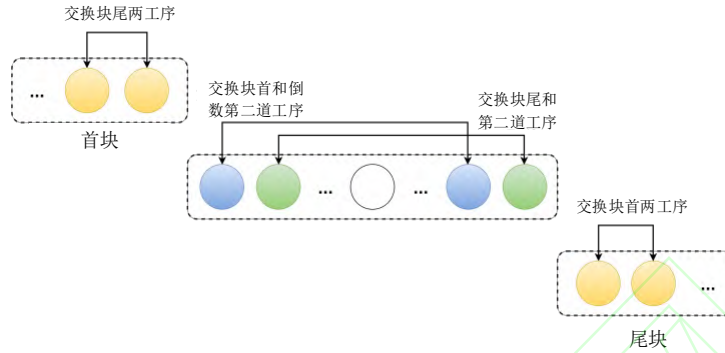 交换块尾两工序
...
首块
交换块首和倒
数第二道工序
交换块尾和
第二道工序
...
...
交换块首两工序
...
尾块